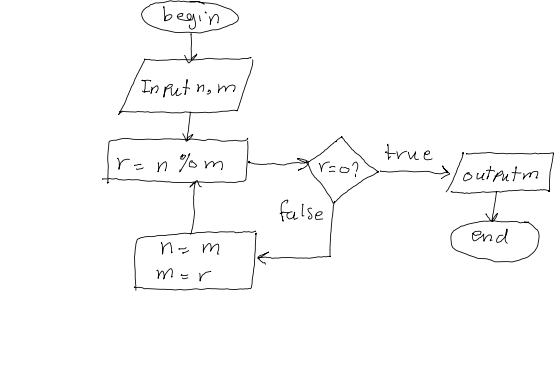 begin
Input n, m
r = n % m
r=0?
true
output m
end
false
n = m
m = r